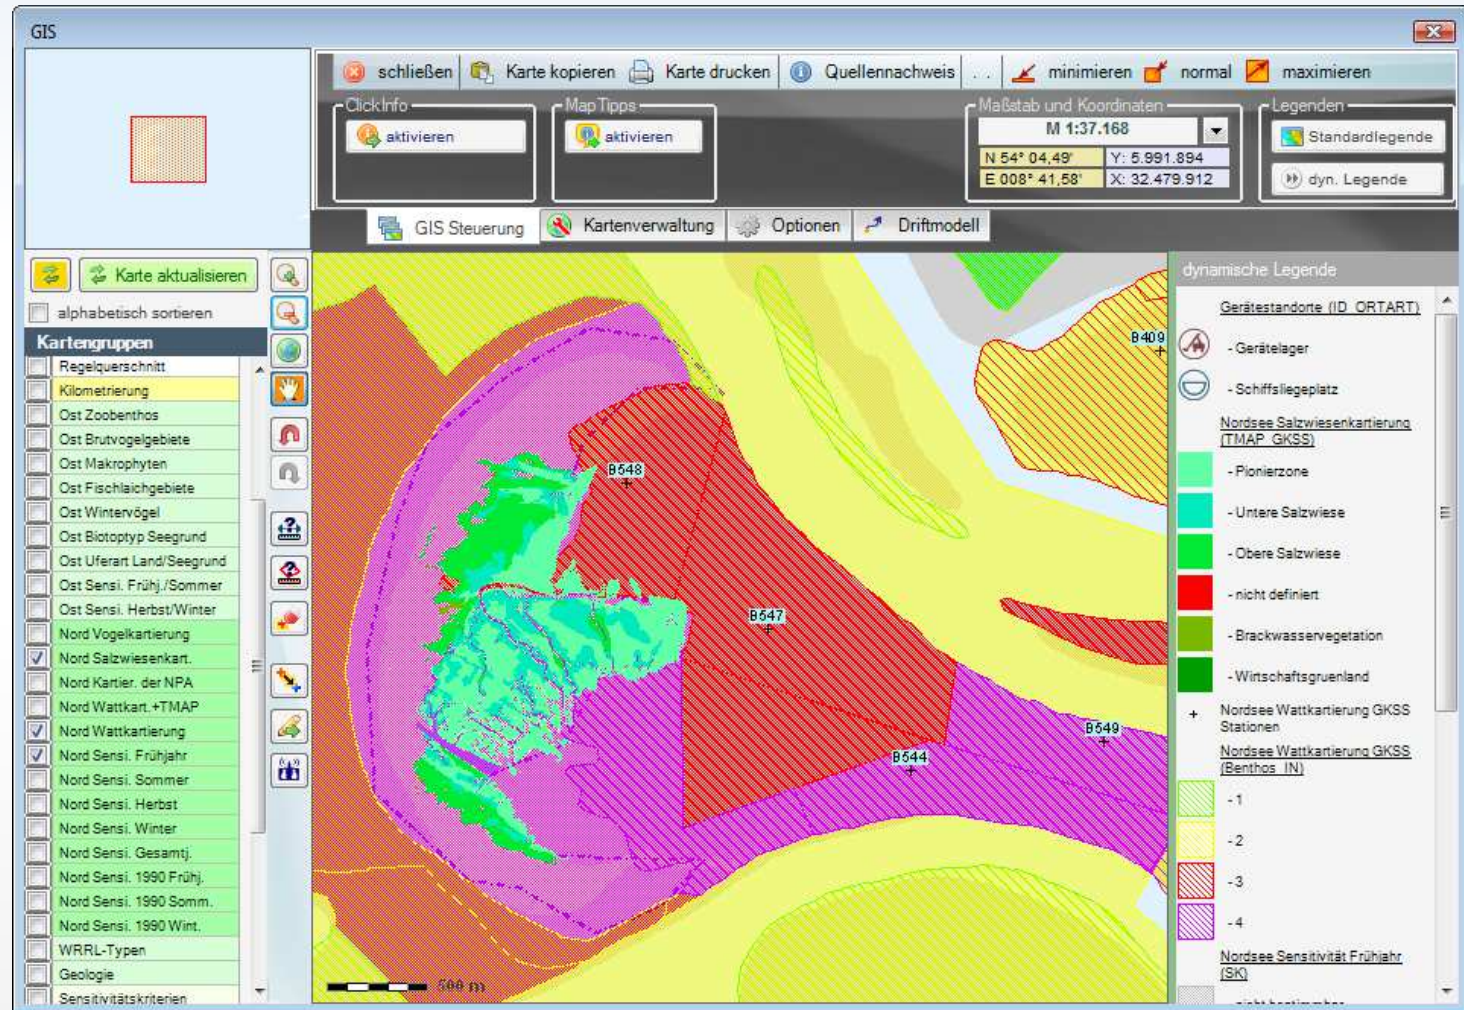 GIS
schließen Karte kopieren Karte drucken Quellennachweis . . minimieren normal maximieren
ClickInfo MapTipps Maßstab und Koordinaten Legenden
aktivieren aktivieren M 1:37.168 Standardlegende
N 54° 04,49' Y: 5.991.894
E 008° 41,58' X: 32.479.912 dyn. Legende
GIS Steuerung Kartenverwaltung Optionen Driftmodell
Karte aktualisieren
alphabetisch sortieren
Kartengruppen
Regelquerschnitt
Kilometrierung
Ost Zoobenthos
Ost Brutvogelgebiete
Ost Makrophyten
Ost Fischlaichgebiete
Ost Wintervögel
Ost Biotoptyp Seegrund
Ost Uferart Land/Seegrund
Ost Sensi. Frühj./Sommer
Ost Sensi. Herbst/Winter
Nord Vogelkartierung
Nord Salzwiesenkart.
Nord Kartier. der NPA
Nord Wattkart.+TMAP
Nord Wattkartierung
Nord Sensi. Frühjahr
Nord Sensi. Sommer
Nord Sensi. Herbst
Nord Sensi. Winter
Nord Sensi. Gesamtj.
Nord Sensi. 1990 Frühj.
Nord Sensi. 1990 Somm.
Nord Sensi. 1990 Wint.
WRRL-Typen
Geologie
Sensitivitätskriterien
B409
B548
B547
B549
B544
500 m
dynamische Legende
Gerätestandorte (ID_ORTART)
- Gerätelager
- Schiffsliegeplatz
Nordsee Salzwiesenkartierung
(TMAP_GKSS)
- Pionierzone
- Untere Salzwiese
- Obere Salzwiese
- nicht definiert
- Brackwasservegetation
- Wirtschaftsgruenland
Nordsee Wattkartierung GKSS
Stationen
Nordsee Wattkartierung GKSS
(Benthos_IN)
- 1
- 2
- 3
- 4
Nordsee Sensitivität Frühjahr
(SK)